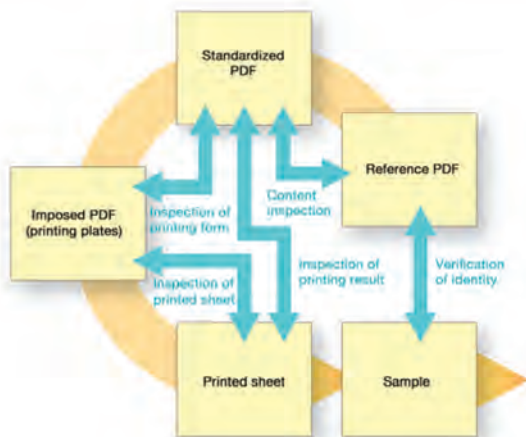 Standardized
PDF
Reference PDF
Imposed PDF
(printing plates)
Inspection of
printing form
Content
inspection
Inspection of
printed sheet
Inspection of
printing result
Verification
of identity
Printed sheet
Sample